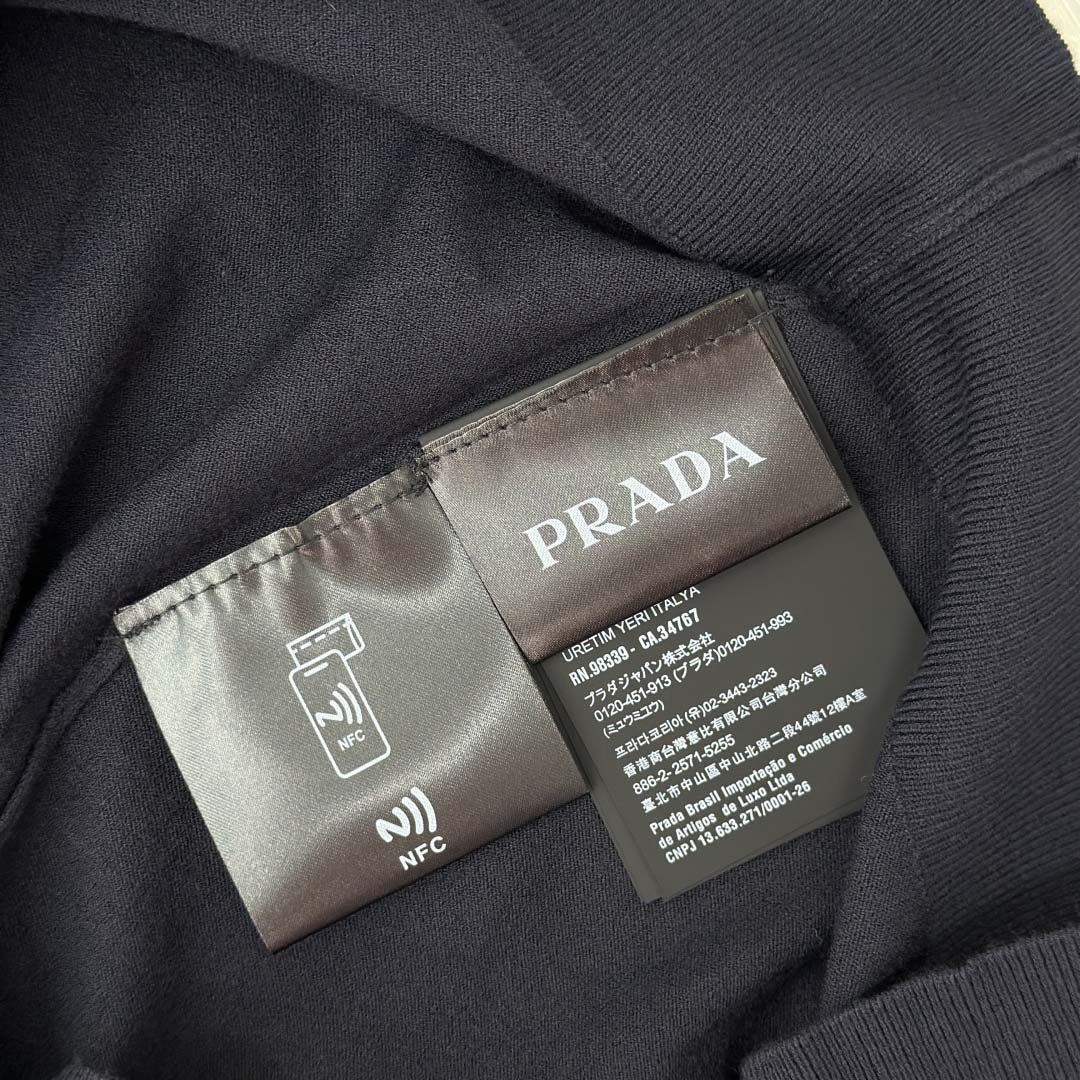 PRADA
NFC
NFC
URETIM YERI ITALYA
RN.98339 - CA.34767
プラダジャパン株式会社
0120-451-913 (プラダ)0120-451-993
(ミュウミュウ)
프라다코리아(유)02-3443-2323
香港商台灣意比有限公司台灣分公司
886-2-2571-5255
臺北市中山區中山北路二段44號12樓A室
Prada Brasil Importação e Comércio
de Artigos de Luxo Ltda
CNPJ 13.633.271/0001-26